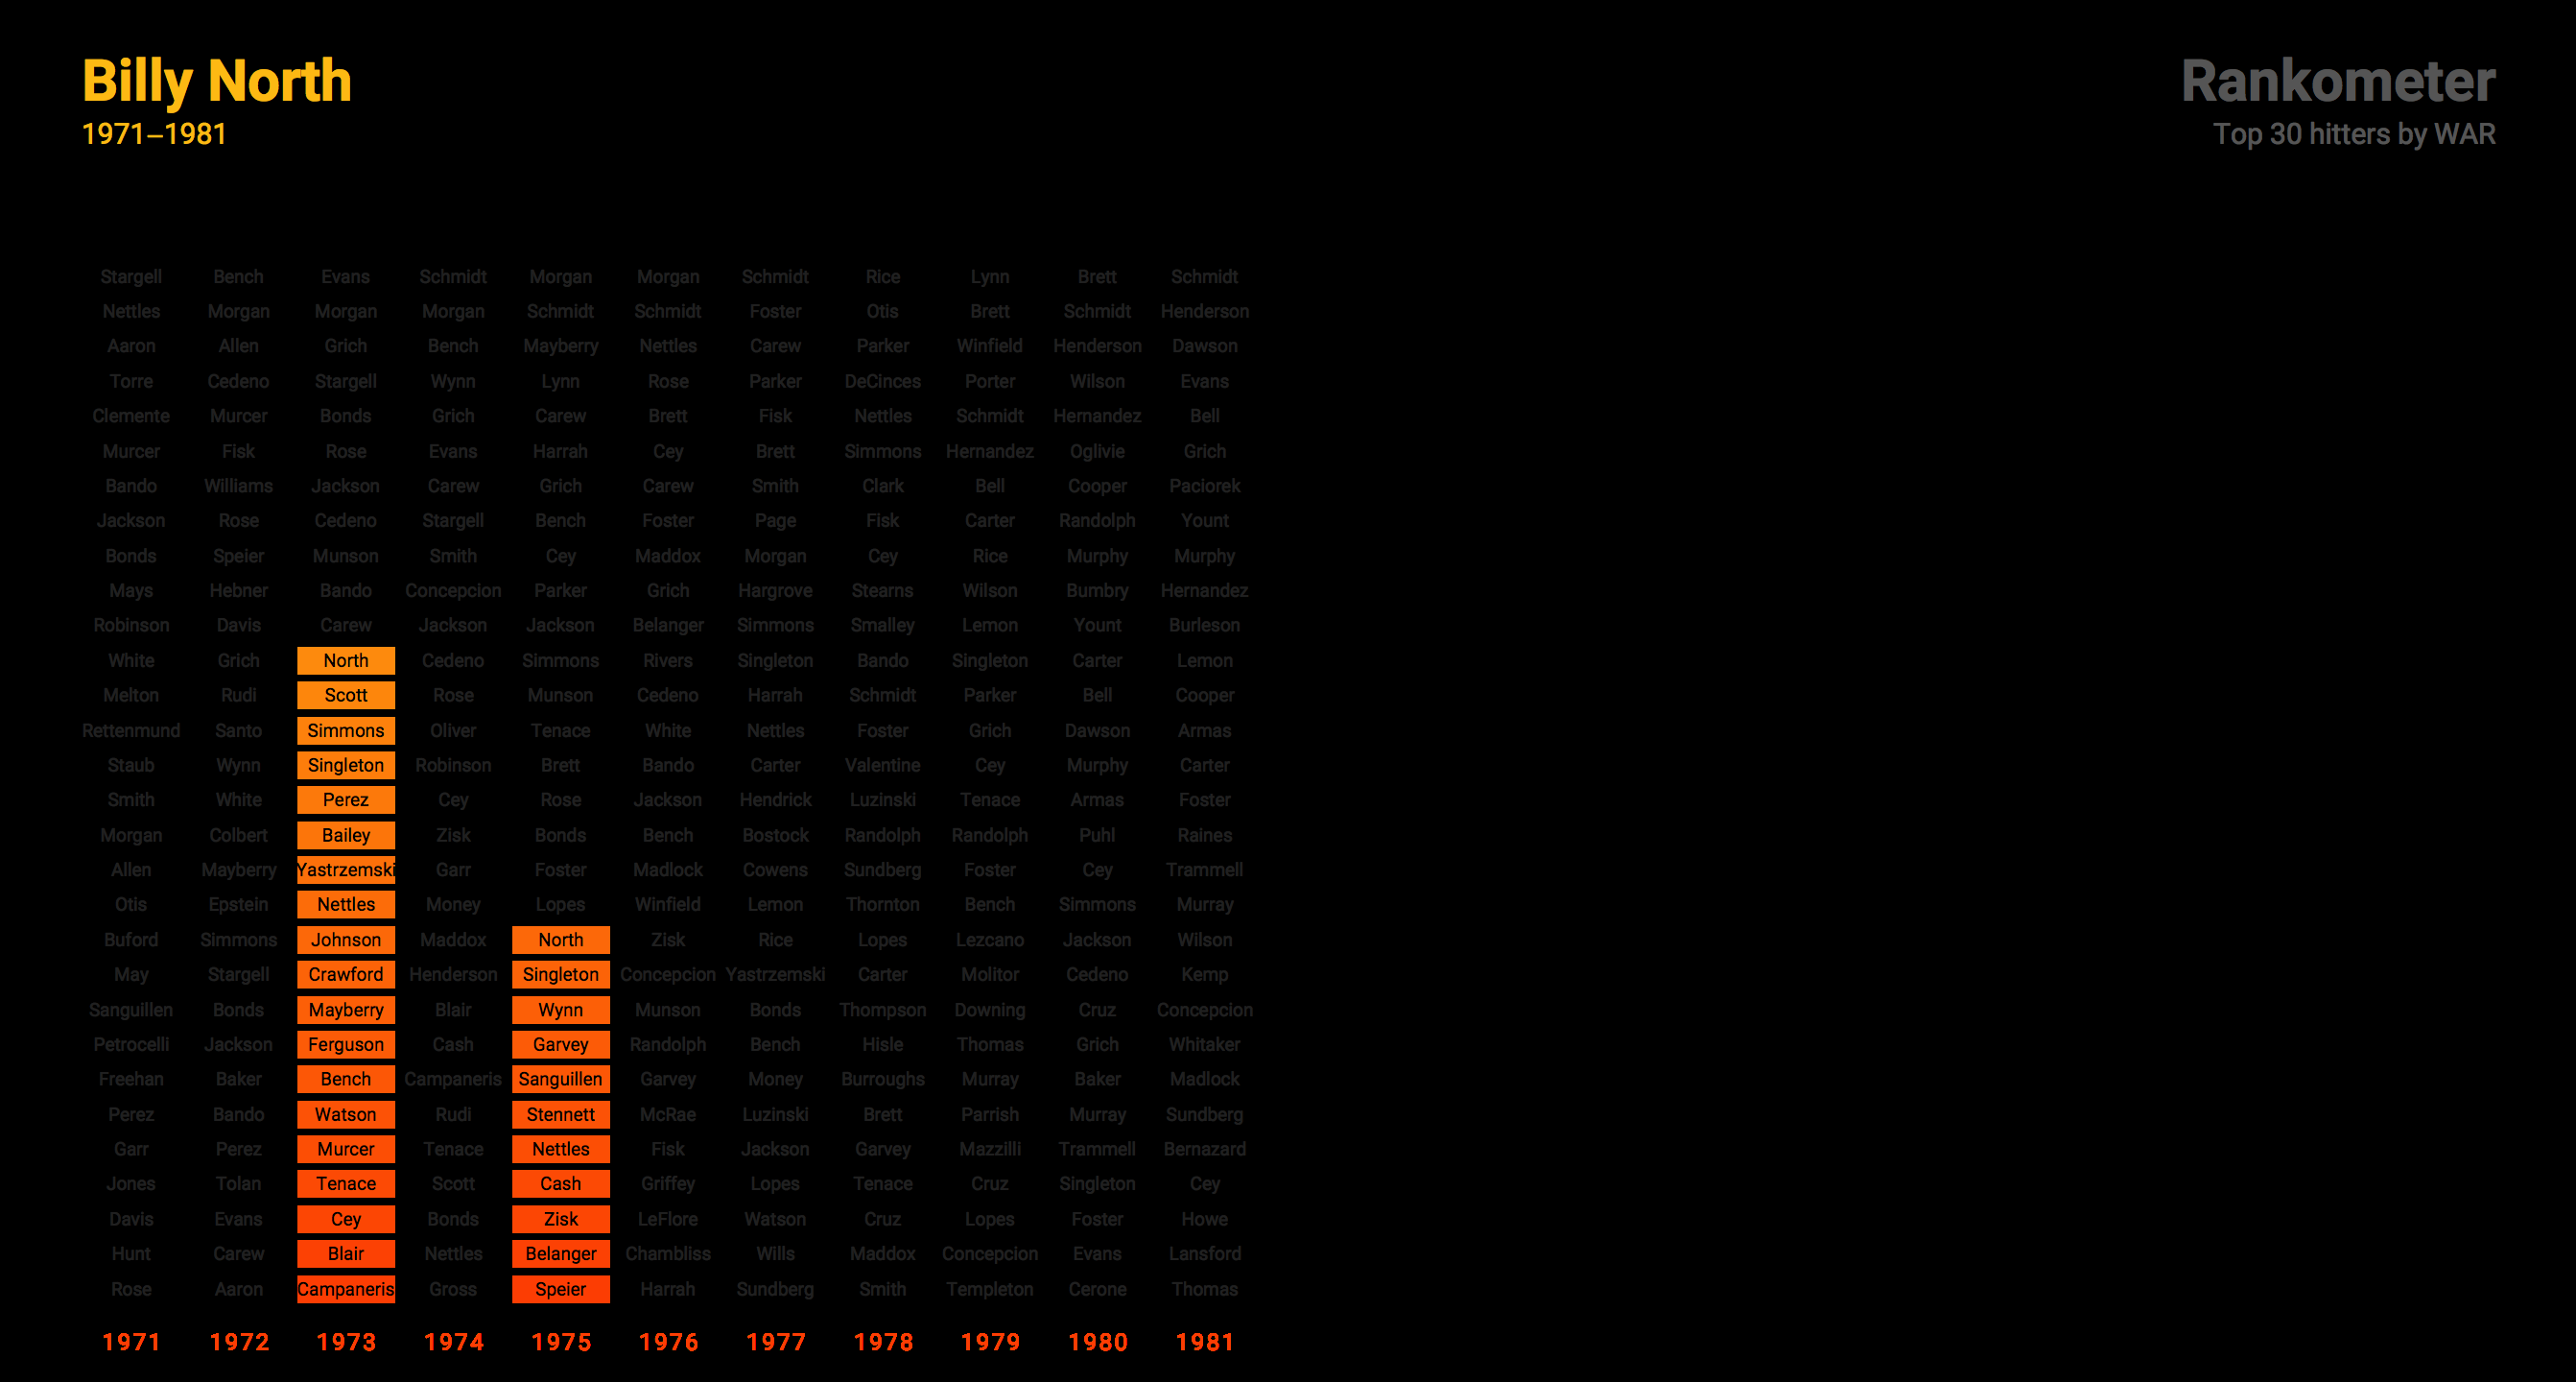 Billy North
1971–1981
Rankometer
Top 30 hitters by WAR
Stargell Bench Evans Schmidt Morgan Morgan Schmidt Rice Lynn Brett Schmidt
Nettles Morgan Morgan Morgan Schmidt Schmidt Foster Otis Brett Schmidt Henderson
Aaron Allen Grich Bench Mayberry Nettles Carew Parker Winfield Henderson Dawson
Torre Cedeno Stargell Wynn Lynn Rose Parker DeCinces Porter Wilson Evans
Clemente Murcer Bonds Grich Carew Brett Fisk Nettles Schmidt Hernandez Bell
Murcer Fisk Rose Evans Harrah Cey Brett Simmons Hernandez Oglivie Grich
Bando Williams Jackson Carew Grich Carew Smith Clark Bell Cooper Paciorek
Jackson Rose Cedeno Stargell Bench Foster Page Fisk Carter Randolph Yount
Bonds Speier Munson Smith Cey Maddox Morgan Cey Rice Murphy Murphy
Mays Hebner Bando Concepcion Parker Grich Hargrove Stearns Wilson Bumbry Hernandez
Robinson Davis Carew Jackson Jackson Belanger Simmons Smalley Lemon Yount Burleson
White Grich North Cedeno Simmons Rivers Singleton Bando Singleton Carter Lemon
Melton Rudi Scott Rose Munson Cedeno Harrah Schmidt Parker Bell Cooper
Rettenmund Santo Simmons Oliver Tenace White Nettles Foster Grich Dawson Armas
Staub Wynn Singleton Robinson Brett Bando Carter Valentine Cey Murphy Carter
Smith White Perez Cey Rose Jackson Hendrick Luzinski Tenace Armas Foster
Morgan Colbert Bailey Zisk Bonds Bench Bostock Randolph Randolph Puhl Raines
Allen Mayberry Yastrzemski Garr Foster Madlock Cowens Sundberg Foster Cey Trammell
Otis Epstein Nettles Money Lopes Winfield Lemon Thornton Bench Simmons Murray
Buford Simmons Johnson Maddox North Zisk Rice Lopes Lezcano Jackson Wilson
May Stargell Crawford Henderson Singleton Concepcion Yastrzemski Carter Molitor Cedeno Kemp
Sanguillen Bonds Mayberry Blair Wynn Munson Bonds Thompson Downing Cruz Concepcion
Petrocelli Jackson Ferguson Cash Garvey Randolph Bench Hisle Thomas Grich Whitaker
Freehan Baker Bench Campaneris Sanguillen Garvey Money Burroughs Murray Baker Madlock
Perez Bando Watson Rudi Stennett McRae Luzinski Brett Parrish Murray Sundberg
Garr Perez Murcer Tenace Nettles Fisk Jackson Garvey Mazzilli Trammell Bernazard
Jones Tolan Tenace Scott Cash Griffey Lopes Tenace Cruz Singleton Cey
Davis Evans Cey Bonds Zisk LeFlore Watson Cruz Lopes Foster Howe
Hunt Carew Blair Nettles Belanger Chambliss Wills Maddox Concepcion Evans Lansford
Rose Aaron Campaneris Gross Speier Harrah Sundberg Smith Templeton Cerone Thomas
1971 1972 1973 1974 1975 1976 1977 1978 1979 1980 1981